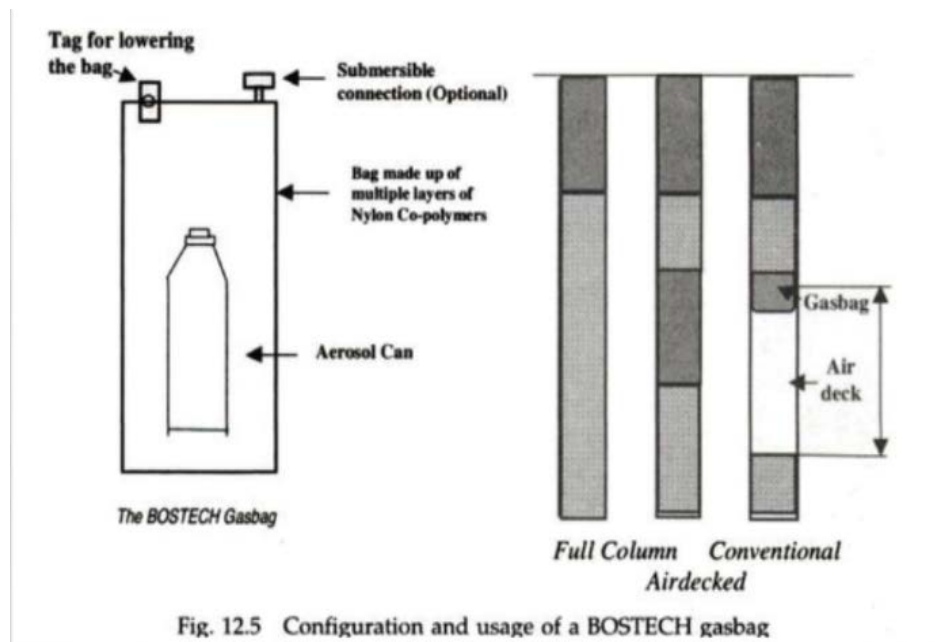 Tag for lowering
the bag
Submersible
connection (Optional)
Bag made up of
multiple layers of
Nylon Co-polymers
Aerosol Can
The BOSTECH Gasbag
Gasbag
Air
deck
Full Column Conventional
Airdecked
Fig. 12.5 Configuration and usage of a BOSTECH gasbag